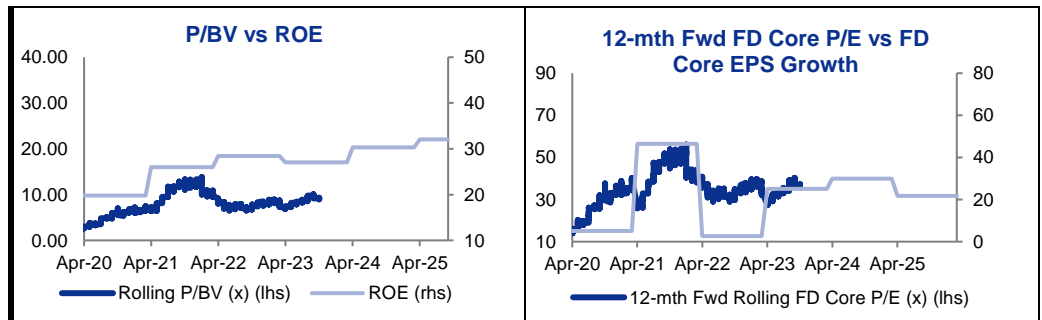 P/BV vs ROE
40.00
30.00
20.00
10.00
0.00
50
40
30
20
10
Apr-20 Apr-21 Apr-22 Apr-23 Apr-24 Apr-25
Rolling P/BV (x) (lhs) ROE (rhs)
12-mth Fwd FD Core P/E vs FD
Core EPS Growth
90
70
50
30
10
80
60
40
20
0
Apr-20 Apr-21 Apr-22 Apr-23 Apr-24 Apr-25
12-mth Fwd Rolling FD Core P/E (x) (lhs)